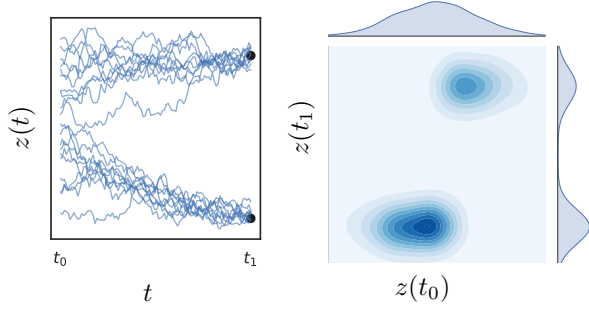 z(t)
t₀
t₁
t
z(t₁)
z(t₀)